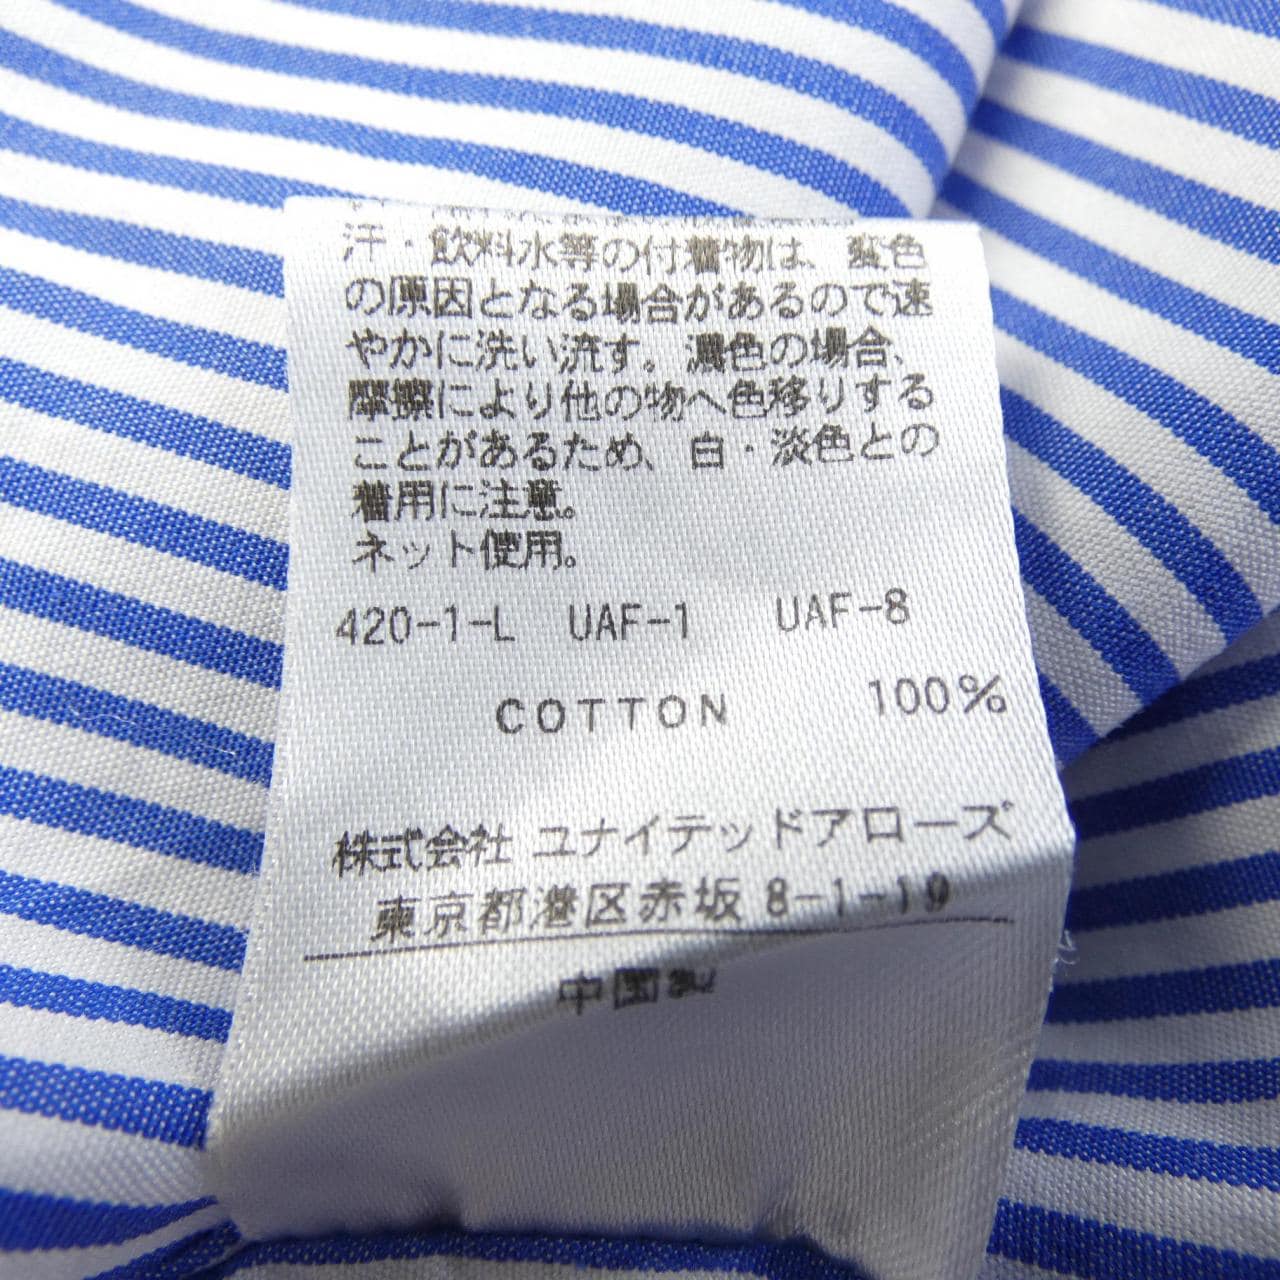 汗・飲料水等の付着物は、変色
の原因となる場合があるので速
やかに洗い流す。濃色の場合、
摩擦により他の物へ色移りする
ことがあるため、白・淡色との
着用に注意。
ネット使用。
420-1-L UAF-1 UAF-8
COTTON 100%
株式会社 ユナイテッドアローズ
東京都港区赤坂 8-1-19
中国製